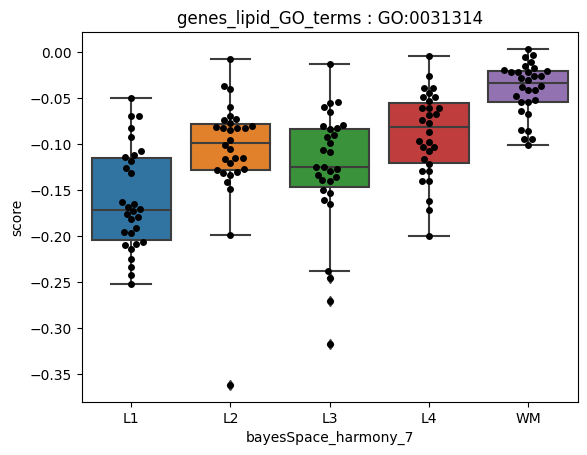 genes_lipid_GO_terms : GO:0031314
0.00
−0.05
−0.10
−0.15
−0.20
−0.25
−0.30
−0.35
score
L1 L2 L3 L4 WM
bayesSpace_harmony_7